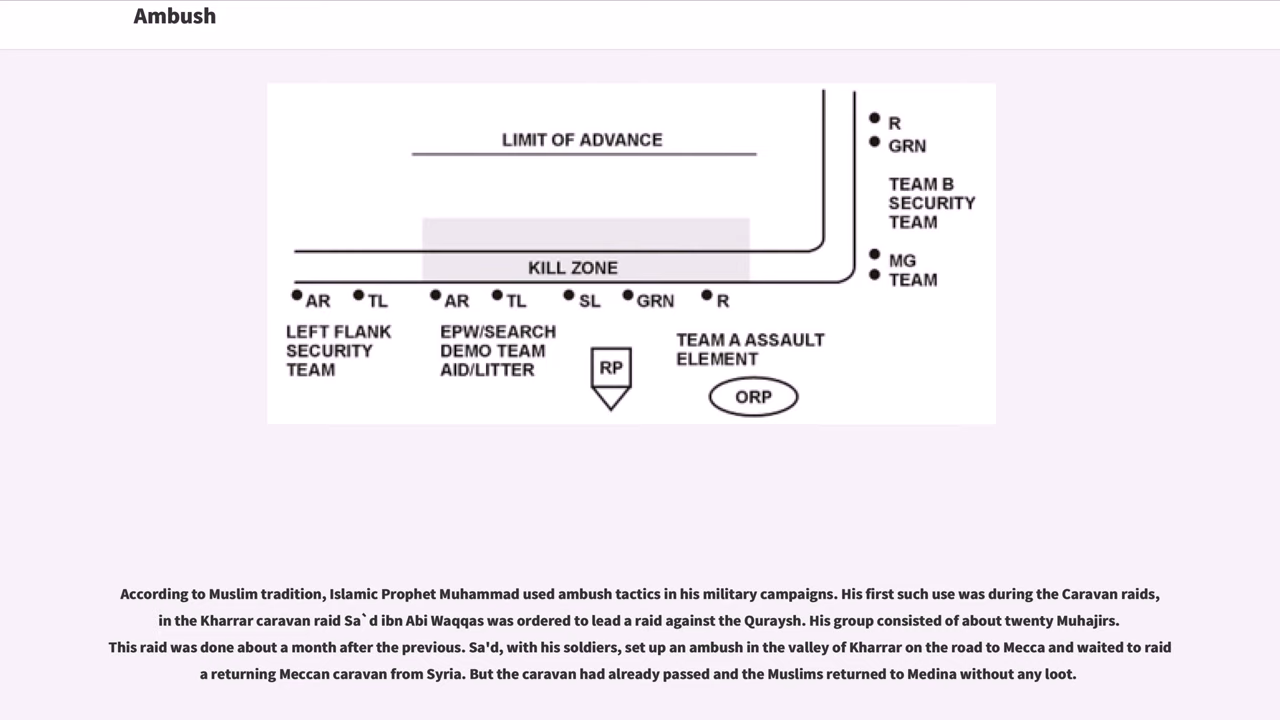 Ambush
LIMIT OF ADVANCE
R
GRN
TEAM B
SECURITY
TEAM
KILL ZONE
MG
TEAM
AR TL AR TL SL GRN R
LEFT FLANK
SECURITY
TEAM
EPW/SEARCH
DEMO TEAM
AID/LITTER
RP
TEAM A ASSAULT
ELEMENT
ORP
According to Muslim tradition, Islamic Prophet Muhammad used ambush tactics in his military campaigns. His first such use was during the Caravan raids,
in the Kharrar caravan raid Sa`d ibn Abi Waqqas was ordered to lead a raid against the Quraysh. His group consisted of about twenty Muhajirs.
This raid was done about a month after the previous. Sa'd, with his soldiers, set up an ambush in the valley of Kharrar on the road to Mecca and waited to raid
a returning Meccan caravan from Syria. But the caravan had already passed and the Muslims returned to Medina without any loot.